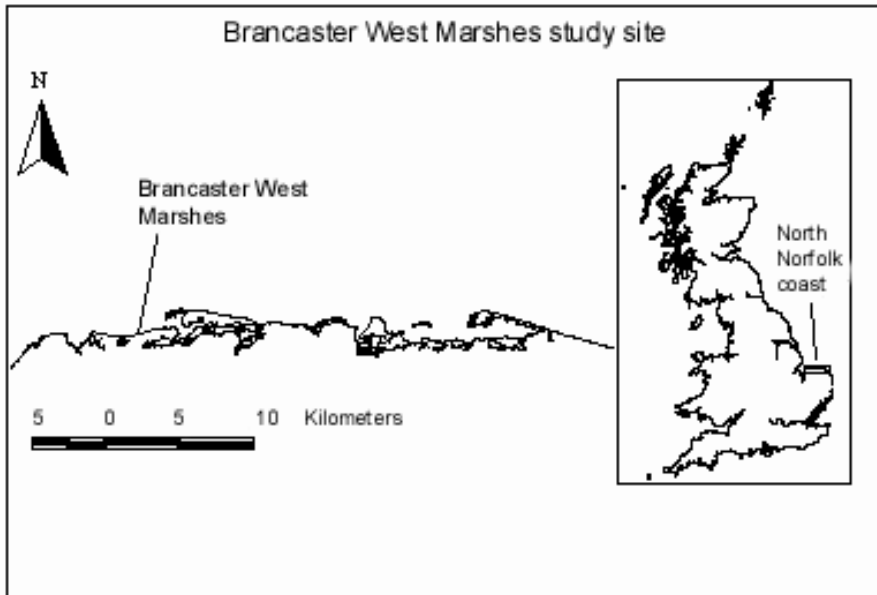 Brancaster West Marshes study site
N
Brancaster West
Marshes
North
Norfolk
coast
5 0 5 10 Kilometers